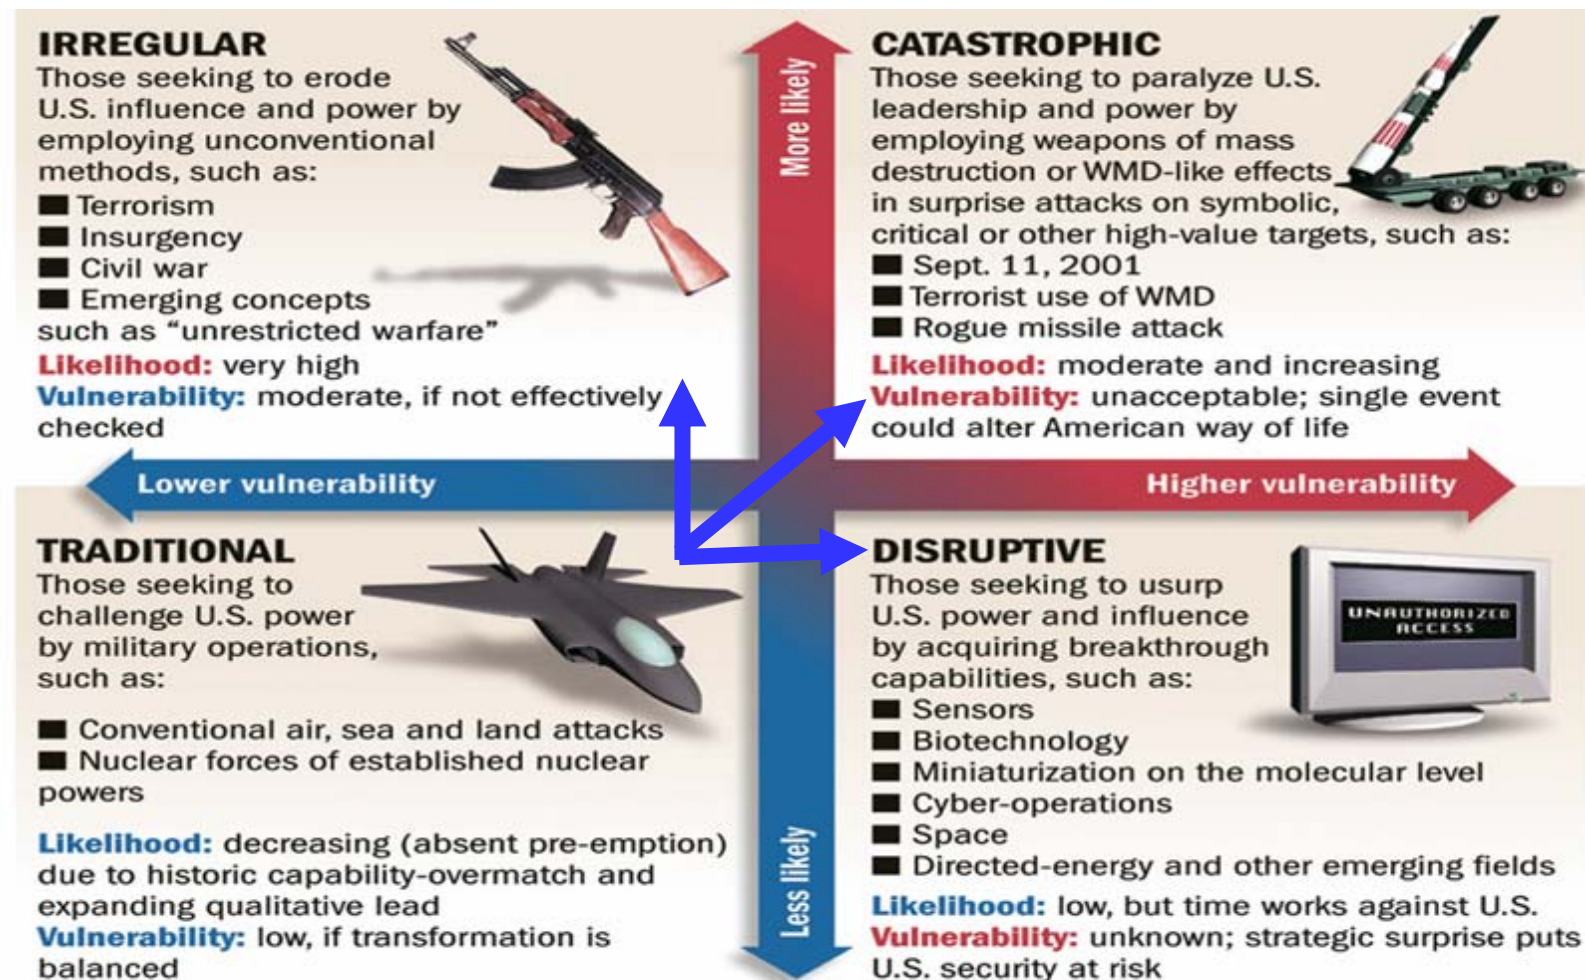 IRREGULAR
Those seeking to erode
U.S. influence and power by
employing unconventional
methods, such as:
■ Terrorism
■ Insurgency
■ Civil war
■ Emerging concepts
such as “unrestricted warfare”
Likelihood: very high
Vulnerability: moderate, if not effectively
checked
More likely
CATASTROPHIC
Those seeking to paralyze U.S.
leadership and power by
employing weapons of mass
destruction or WMD-like effects
in surprise attacks on symbolic,
critical or other high-value targets, such as:
■ Sept. 11, 2001
■ Terrorist use of WMD
■ Rogue missile attack
Likelihood: moderate and increasing
Vulnerability: unacceptable; single event
could alter American way of life
Lower vulnerability
Higher vulnerability
TRADITIONAL
Those seeking to
challenge U.S. power
by military operations,
such as:
■ Conventional air, sea and land attacks
■ Nuclear forces of established nuclear
powers
Likelihood: decreasing (absent pre-emption)
due to historic capability-overmatch and
expanding qualitative lead
Vulnerability: low, if transformation is
balanced
Less likely
DISRUPTIVE
Those seeking to usurp
U.S. power and influence
by acquiring breakthrough
capabilities, such as:
■ Sensors
■ Biotechnology
■ Miniaturization on the molecular level
■ Cyber-operations
■ Space
■ Directed-energy and other emerging fields
Likelihood: low, but time works against U.S.
Vulnerability: unknown; strategic surprise puts
U.S. security at risk
UNAUTHORIZED
ACCESS